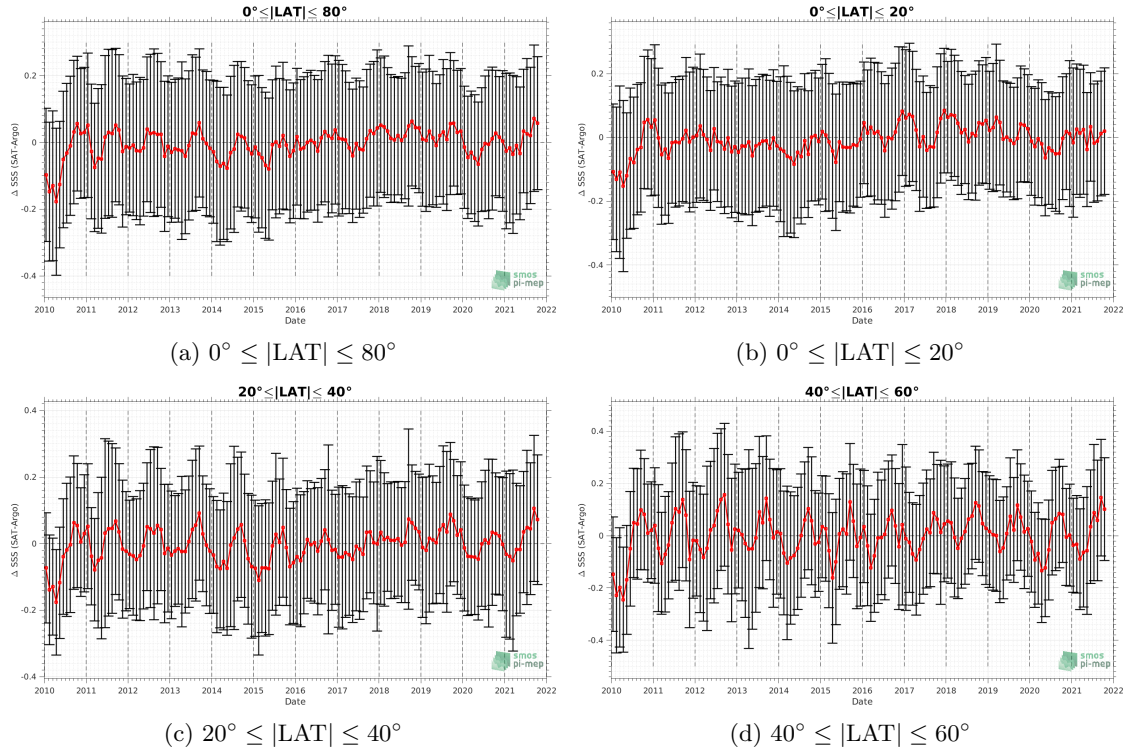 0°≤|LAT|≤ 80°
Δ SSS (SAT-Argo)
0.2
0
-0.2
-0.4
smos
pi-mep
2010 2011 2012 2013 2014 2015 2016 2017 2018 2019 2020 2021 2022
Date
(a) 0° ≤ |LAT| ≤ 80°
0°≤|LAT|≤ 20°
Δ SSS (SAT-Argo)
0.2
0
-0.2
-0.4
smos
pi-mep
2010 2011 2012 2013 2014 2015 2016 2017 2018 2019 2020 2021 2022
Date
(b) 0° ≤ |LAT| ≤ 20°
20°≤|LAT|≤ 40°
Δ SSS (SAT-Argo)
0.4
0.2
0
-0.2
-0.4
smos
pi-mep
2010 2011 2012 2013 2014 2015 2016 2017 2018 2019 2020 2021 2022
Date
(c) 20° ≤ |LAT| ≤ 40°
40°≤|LAT|≤ 60°
Δ SSS (SAT-Argo)
0.4
0.2
0
-0.2
-0.4
smos
pi-mep
2010 2011 2012 2013 2014 2015 2016 2017 2018 2019 2020 2021 2022
Date
(d) 40° ≤ |LAT| ≤ 60°